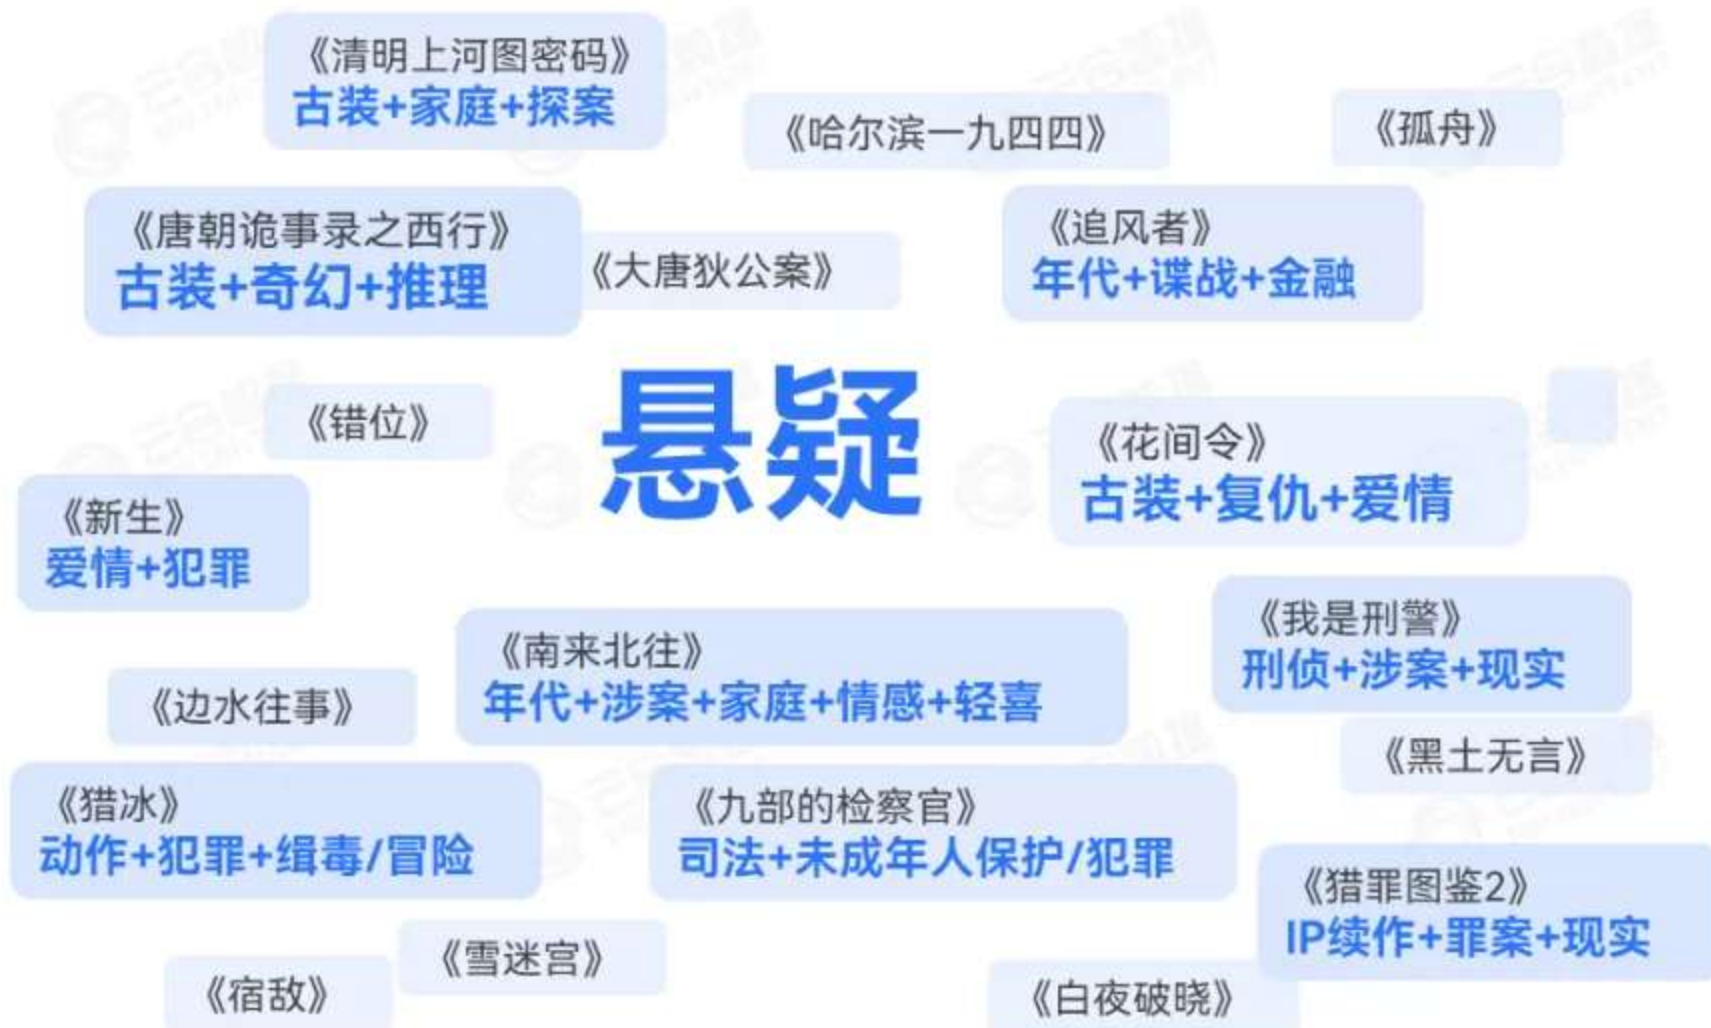 《清明上河图密码》
古装+家庭+探案
《哈尔滨一九四四》
《孤舟》
《唐朝诡事录之西行》
古装+奇幻+推理
《大唐狄公案》
《追风者》
年代+谍战+金融
悬疑
《错位》
《花间令》
古装+复仇+爱情
《新生》
爱情+犯罪
《我是刑警》
刑侦+涉案+现实
《南来北往》
年代+涉案+家庭+情感+轻喜
《边水往事》
《黑土无言》
《猎冰》
动作+犯罪+缉毒/冒险
《九部的检察官》
司法+未成年人保护/犯罪
《猎罪图鉴2》
IP续作+罪案+现实
《雪迷宫》
《宿敌》
《白夜破晓》